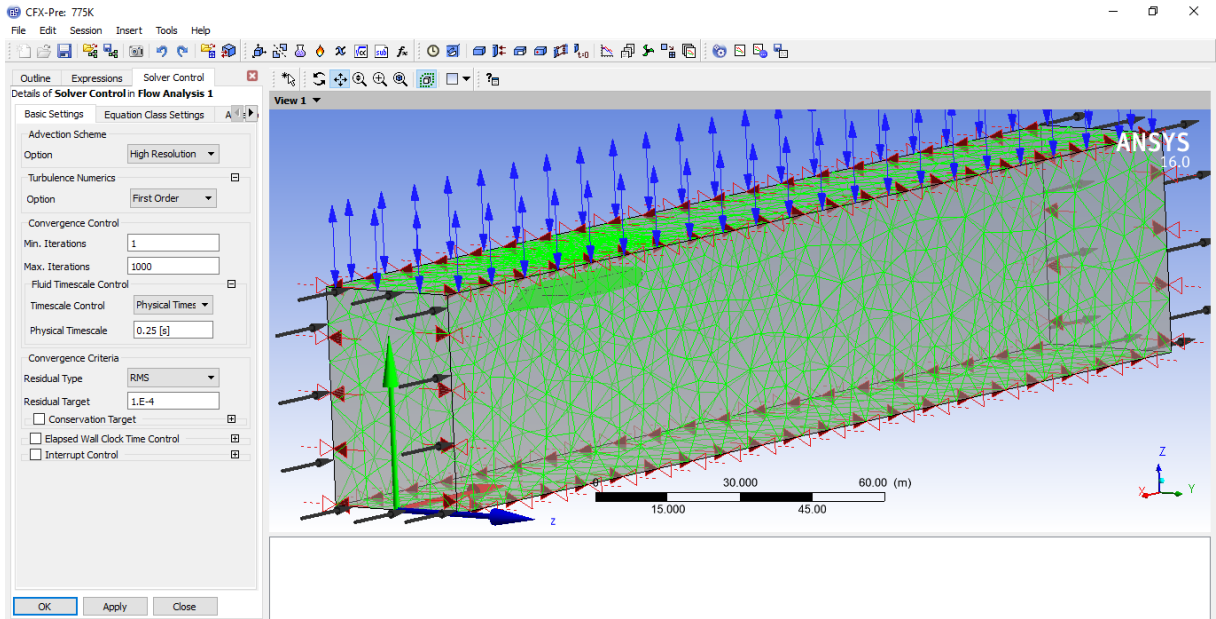 CFX-Pre: 775K
File Edit Session Insert Tools Help
Outline Expressions Solver Control
Details of Solver Control in Flow Analysis 1
Basic Settings Equation Class Settings A
Advection Scheme
Option High Resolution
Turbulence Numerics
Option First Order
Convergence Control
Min. Iterations 1
Max. Iterations 1000
Fluid Timescale Control
Timescale Control Physical Times
Physical Timescale 0.25 [s]
Convergence Criteria
Residual Type RMS
Residual Target 1.E-4
Conservation Target
Elapsed Wall Clock Time Control
Interrupt Control
OK Apply Close
View 1
ANSYS
16.0
0 30.000 60.00 (m)
15.000 45.00
z
Z
X Y